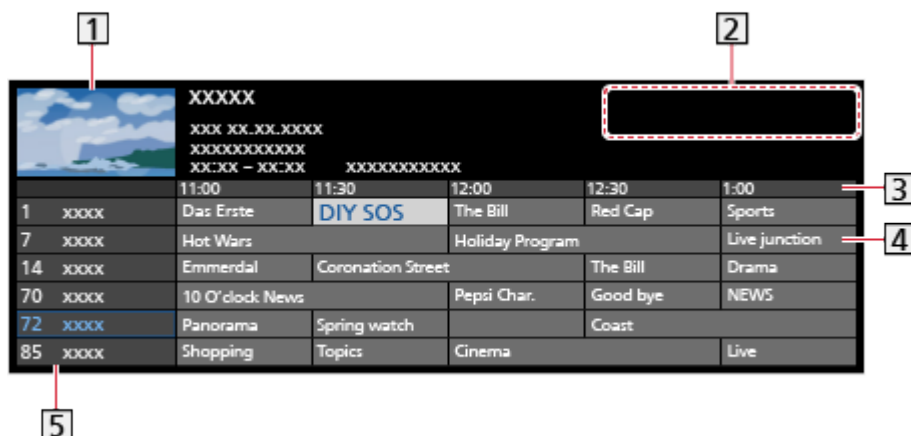 1 2
XXXXX
XXX XX.XX.XXXX
XXXXXXXXXXX
XX:XX – XX:XX XXXXXXXXXXX
11:00 11:30 12:00 12:30 1:00 3
1 XXXX Das Erste DIY SOS The Bill Red Cap Sports
7 XXXX Hot Wars Holiday Program Live junction 4
14 XXXX Emmerdal Coronation Street The Bill Drama
70 XXXX 10 O'clock News Pepsi Char. Good bye NEWS
72 XXXX Panorama Spring watch Coast
85 XXXX Shopping Topics Cinema Live
5